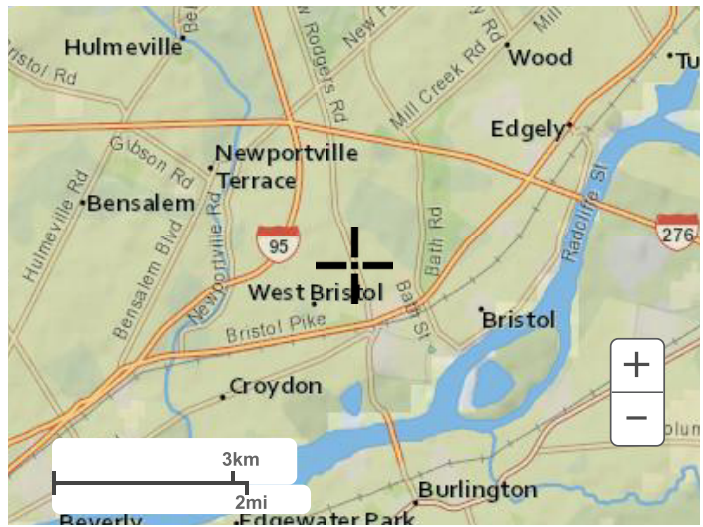 Hulmeville
Wood
Tu
Bristol Rd
Rodgers Rd
Mill Creek Rd
Mill
Edgely
Gibson Rd
Newportville
Terrace
Bensalem
Hulmeville Rd
Bensalem Blvd
Newportville Rd
95
Bath Rd
Radcliffe St
276
West Bristol
Bath St
Bristol Pike
Bristol
Croydon
+
−
3km
2mi
Burlington
Beverly
Edgewater Park